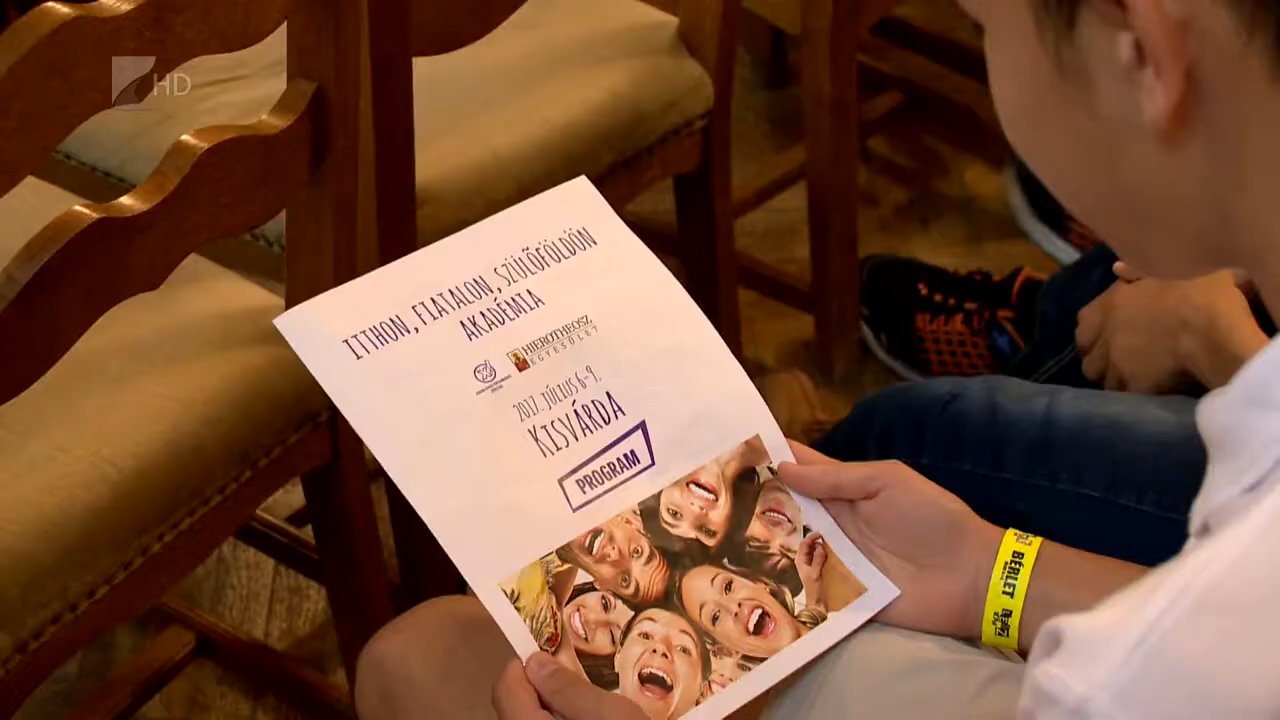 HD
ITTHON, FIATALON, SZÜLŐFÖLDÖN
AKADÉMIA
HIEROTHEOSZ
EGYESÜLET
2017. JÚLIUS 6-9.
KISVÁRDA
PROGRAM
BÉRLET